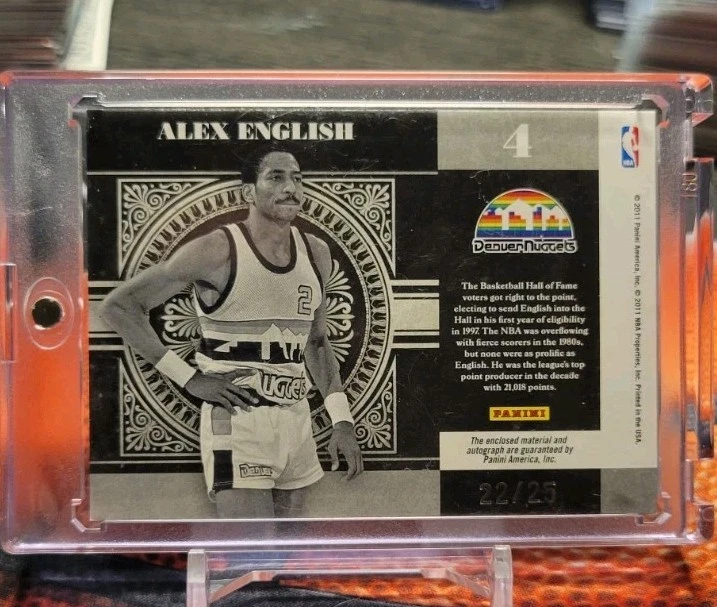 ALEX ENGLISH
4
NBA
Denver Nuggets
The Basketball Hall of Fame
voters got right to the point,
electing to send English into the
Hall in his first year of eligibility
in 1997. The NBA was overflowing
with fierce scorers in the 1980s,
but none were as prolific as
English. He was the league's top
point producer in the decade
with 21,018 points.
PANINI
The enclosed material and
autograph are guaranteed by
Panini America, Inc.
22/25
© 2011 Panini America, Inc. © 2011 NBA Properties, Inc. Printed in the USA.
2
Nuggets
Denver